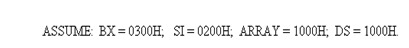 ASSUME: BX = 0300H; SI = 0200H; ARRAY = 1000H; DS = 1000H.